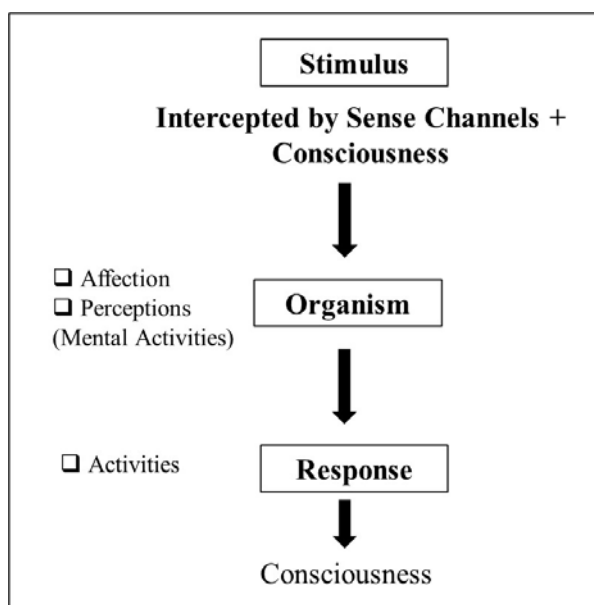 Stimulus
Intercepted by Sense Channels +
Consciousness
❑ Affection
❑ Perceptions
(Mental Activities)
Organism
❑ Activities
Response
Consciousness